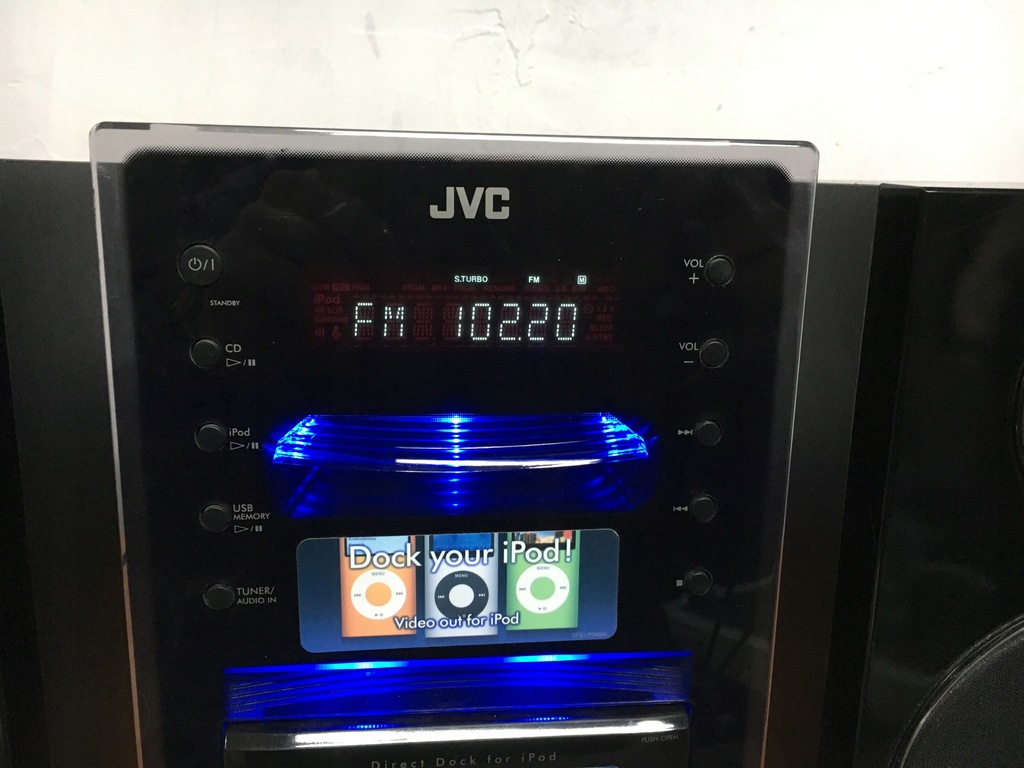 JVC
VOL
+
STANDBY
S.TURBO FM M
iPod
FM 102.20
SLEEP
CD
VOL
−
iPod
USB
MEMORY
Dock your iPod!
MENU MENU MENU
Video out for iPod
TUNER/
AUDIO IN
PUSH/OPEN
Direct Dock for iPod